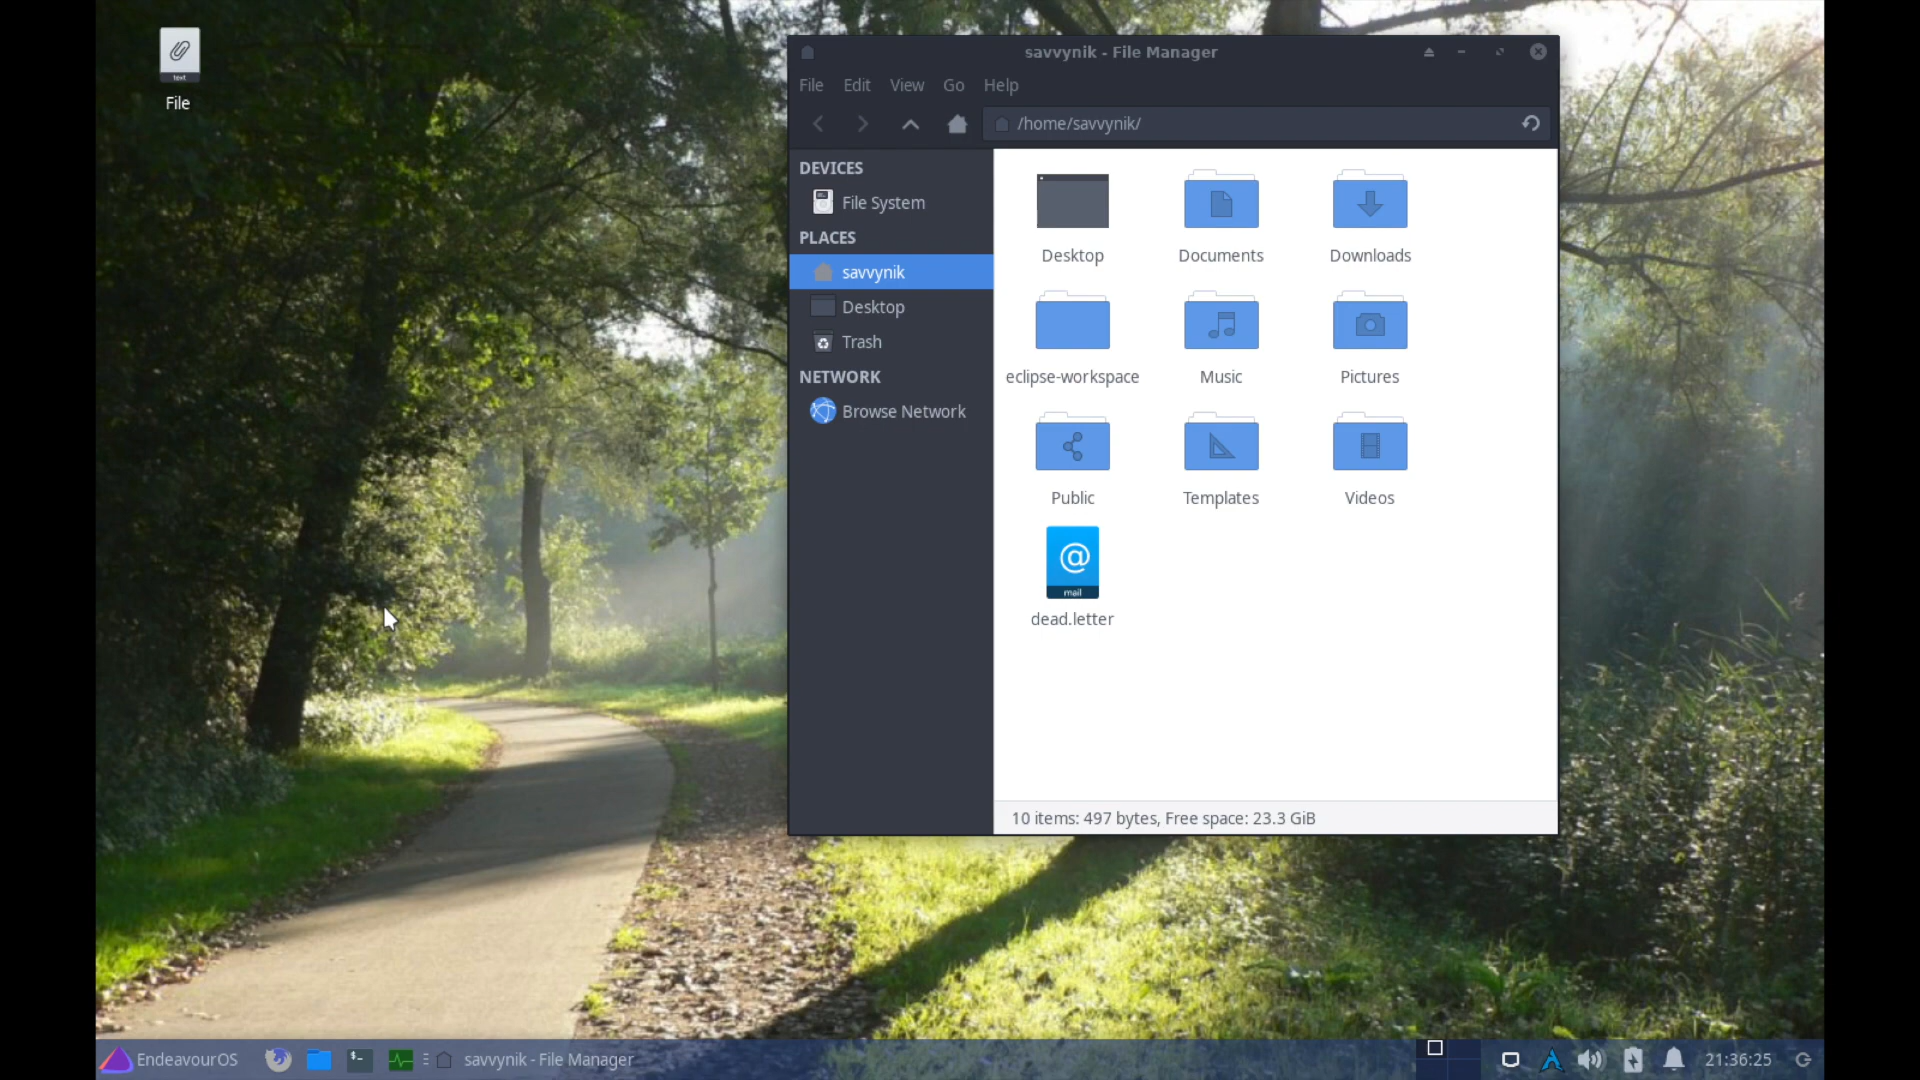 text
File
savvynik - File Manager
File Edit View Go Help
/home/savvynik/
DEVICES
File System
PLACES
savvynik
Desktop
Trash
NETWORK
Browse Network
Desktop Documents Downloads
eclipse-workspace Music Pictures
Public Templates Videos
@
mail
dead.letter
10 items: 497 bytes, Free space: 23.3 GiB
EndeavourOS $- savvynik - File Manager 21:36:25